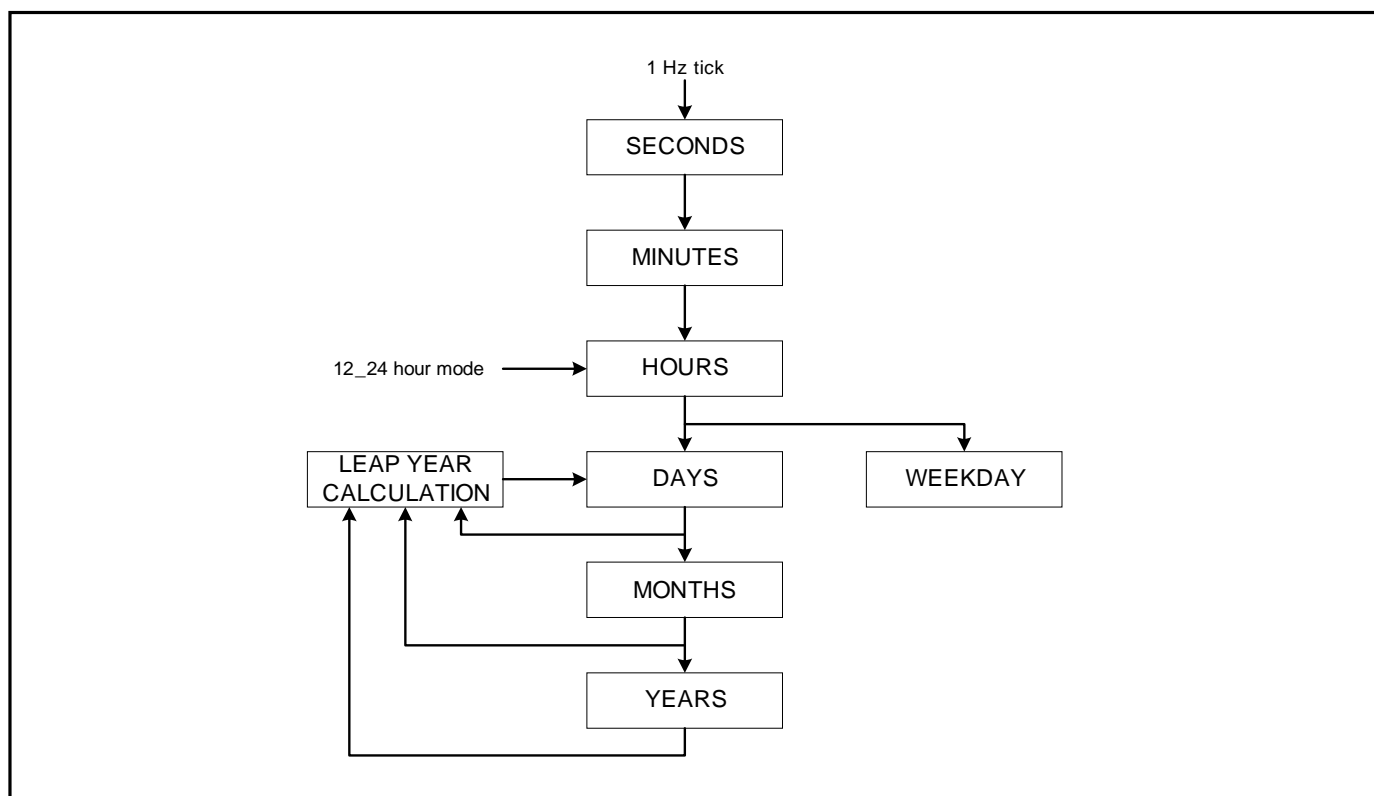 1 Hz tick
SECONDS
MINUTES
12_24 hour mode
HOURS
LEAP YEAR
CALCULATION
DAYS
WEEKDAY
MONTHS
YEARS